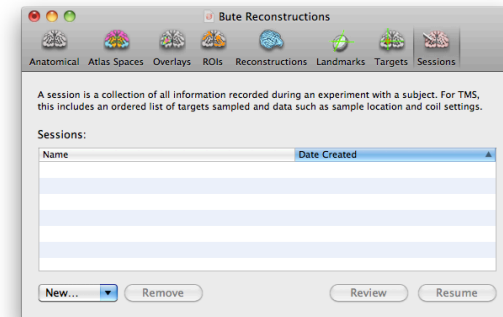 Bute Reconstructions
Anatomical Atlas Spaces Overlays ROIs Reconstructions Landmarks Targets Sessions
A session is a collection of all information recorded during an experiment with a subject. For TMS,
this includes an ordered list of targets sampled and data such as sample location and coil settings.
Sessions:
Name Date Created
New... Remove Review Resume